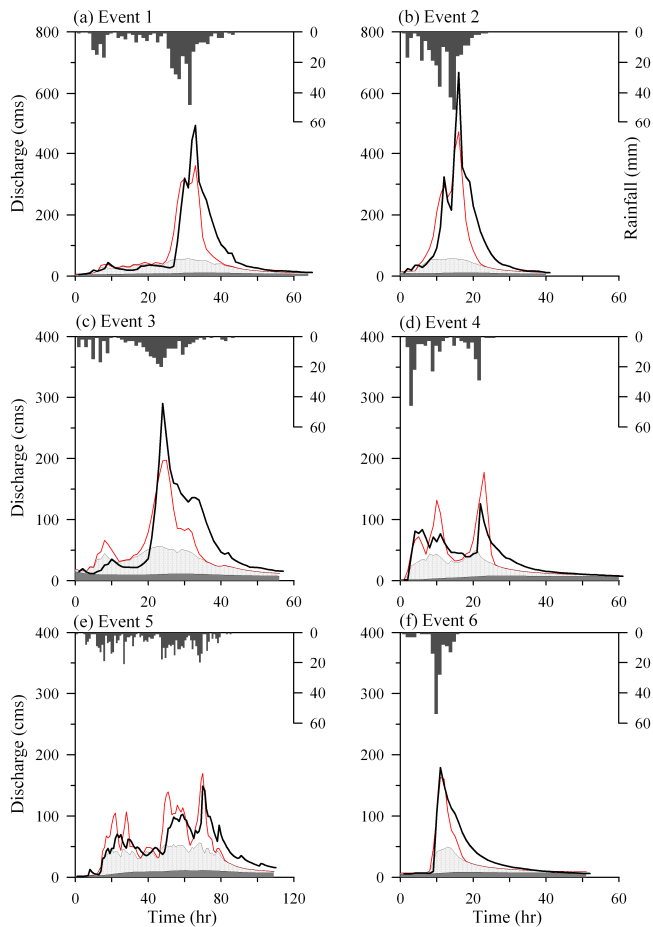 (a) Event 1
(b) Event 2
800 0 800 0
20 20
600 600
40 40
60 60
400 400
200 200
0 0
0 20 40 60 0 20 40 60
Discharge (cms)
Rainfall (mm)
(c) Event 3
(d) Event 4
400 0 400 0
20 20
300 300
40 40
60 60
200 200
100 100
0 0
0 20 40 60 0 20 40 60
Discharge (cms)
(e) Event 5
(f) Event 6
400 0 400 0
20 20
300 300
40 40
60 60
200 200
100 100
0 0
0 20 40 60 80 100 120 0 20 40 60
Discharge (cms)
Time (hr)
Time (hr)